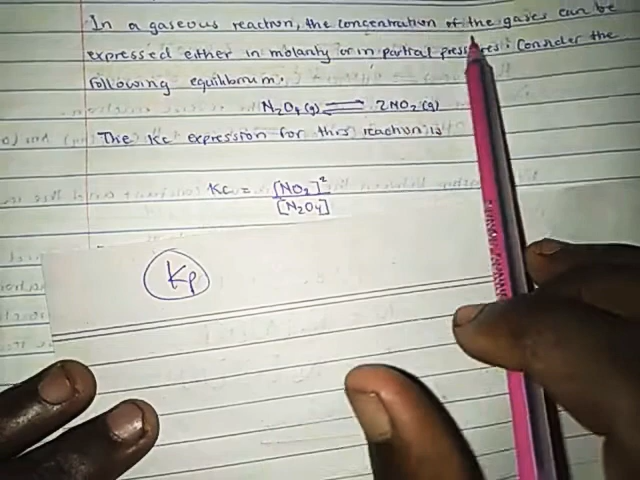 In a gaseous reaction, the concentration of the gases can be
expressed either in molarity or in partial pressures. Consider the
following equilibrium.
N₂O₄(g) ⇌ 2NO₂(g)
The Kc expression for this reaction is
Kc = [NO₂]²
[N₂O₄]
Kp